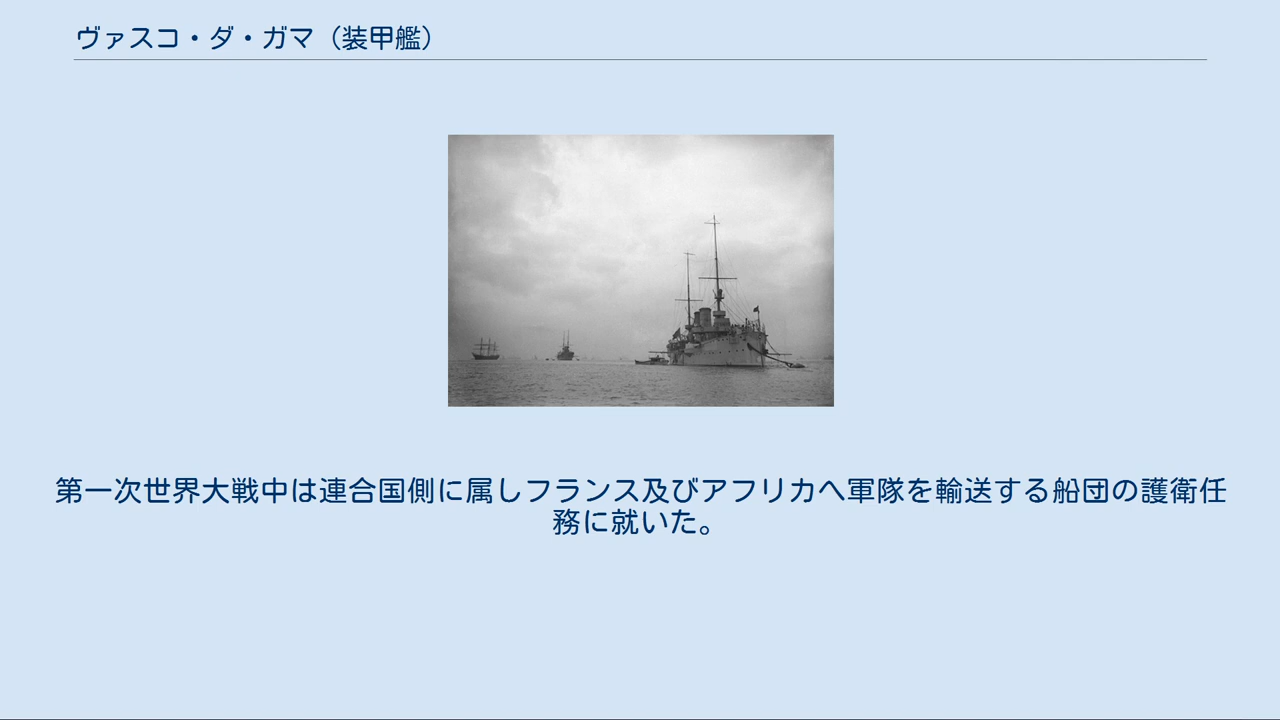 ヴァスコ・ダ・ガマ（装甲艦）
第一次世界大戦中は連合国側に属しフランス及びアフリカへ軍隊を輸送する船団の護衛任
務に就いた。